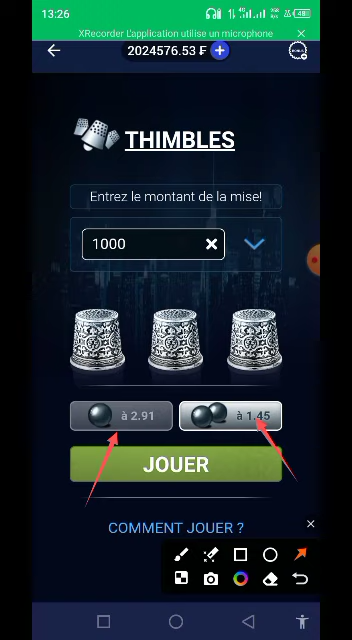 13:26
XRecorder L'application utilise un microphone
2024576.53 ₣
BONUS
THIMBLES
Entrez le montant de la mise!
1000
à 2.91
à 1.45
JOUER
COMMENT JOUER ?